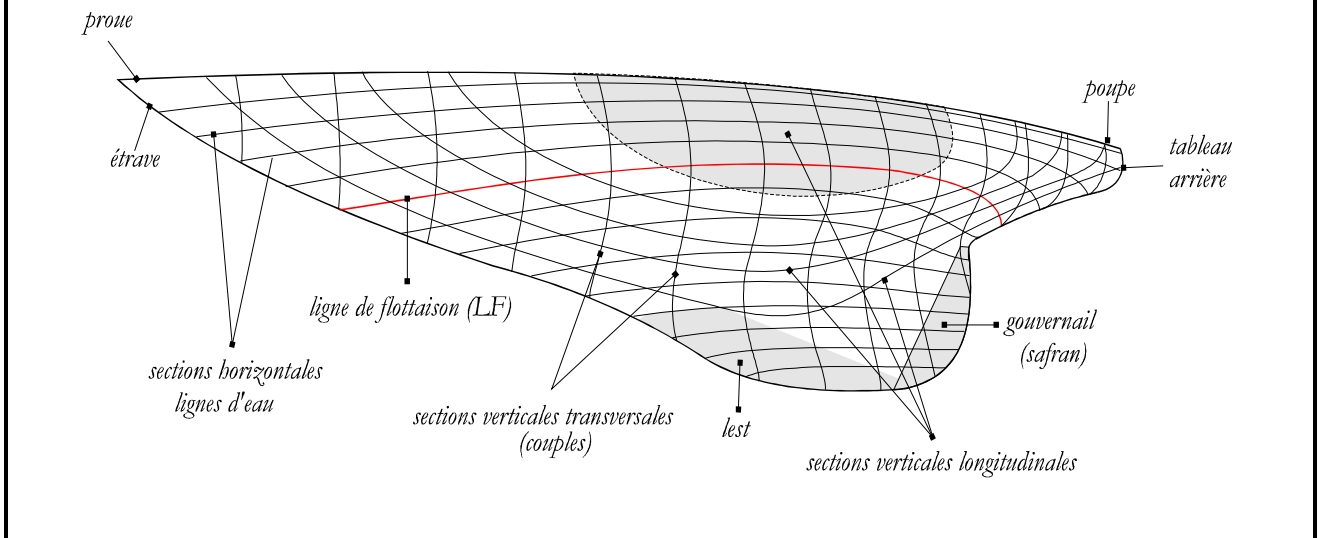 proue
étrave
poupe
tableau
arrière
ligne de flottaison (LF)
gouvernail
(safran)
sections horizontales
lignes d'eau
sections verticales transversales
(couples)
lest
sections verticales longitudinales